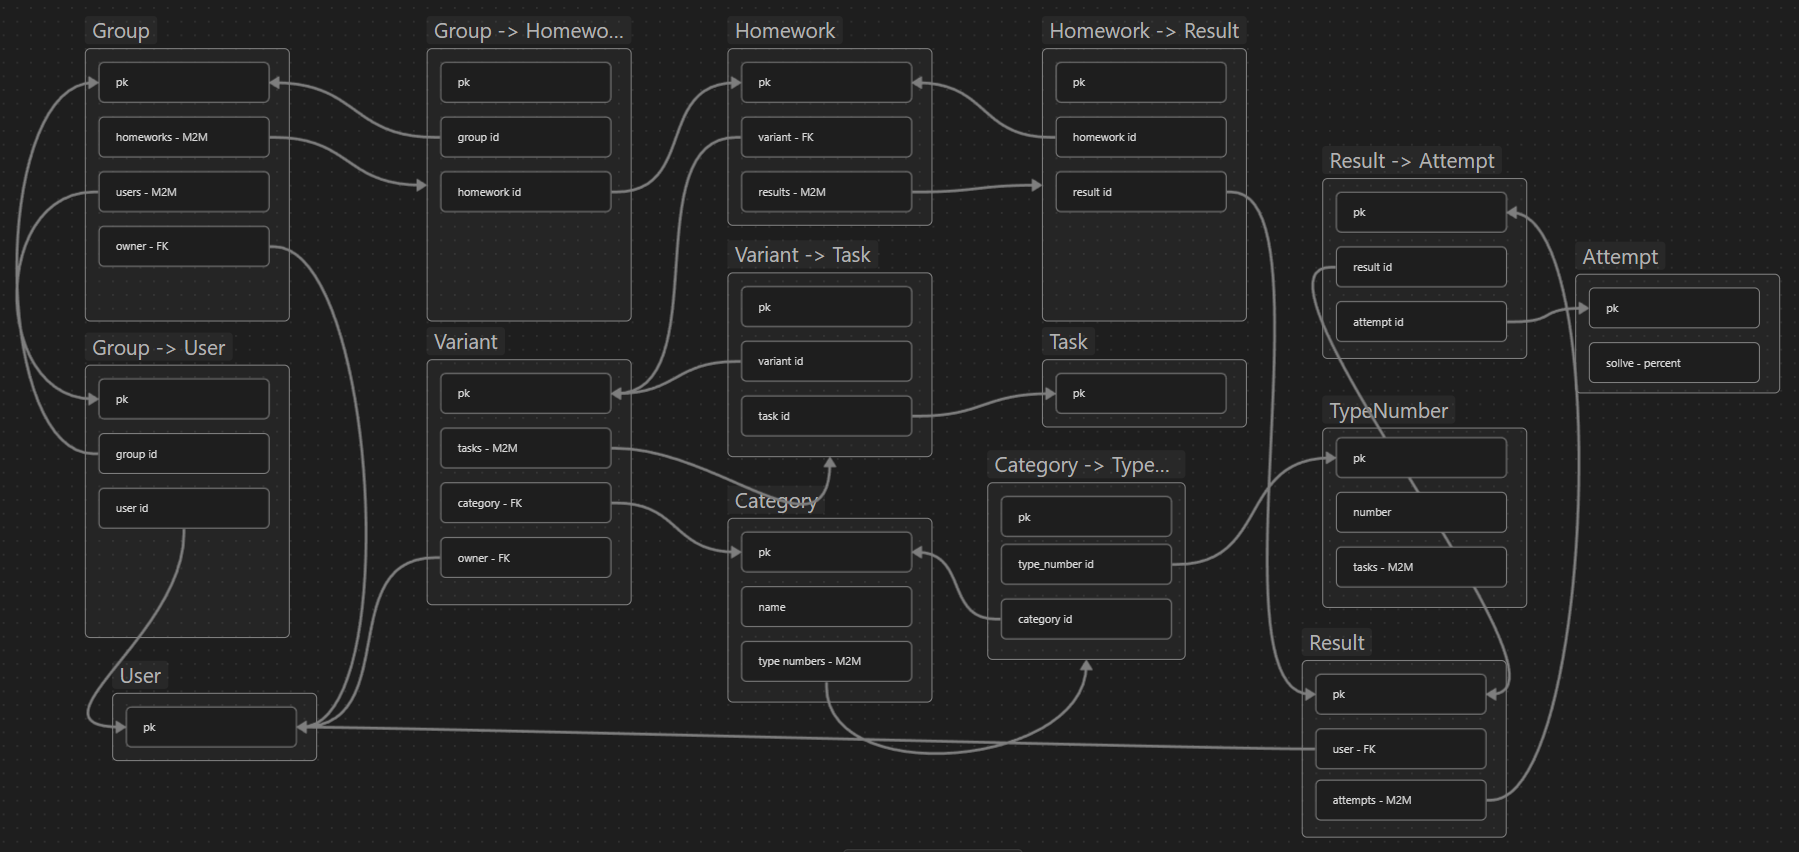 Group
pk
homeworks - M2M
users - M2M
owner - FK
Group -> Homewo...
pk
group id
homework id
Homework
pk
variant - FK
results - M2M
Homework -> Result
pk
homework id
result id
Result -> Attempt
pk
result id
attempt id
Attempt
pk
sollve - percent
Group -> User
pk
group id
user id
Variant
pk
tasks - M2M
category - FK
owner - FK
Variant -> Task
pk
variant id
task id
Task
pk
TypeNumber
pk
number
tasks - M2M
Category
pk
name
type numbers - M2M
Category -> Type...
pk
type_number id
category id
User
pk
Result
pk
user - FK
attempts - M2M